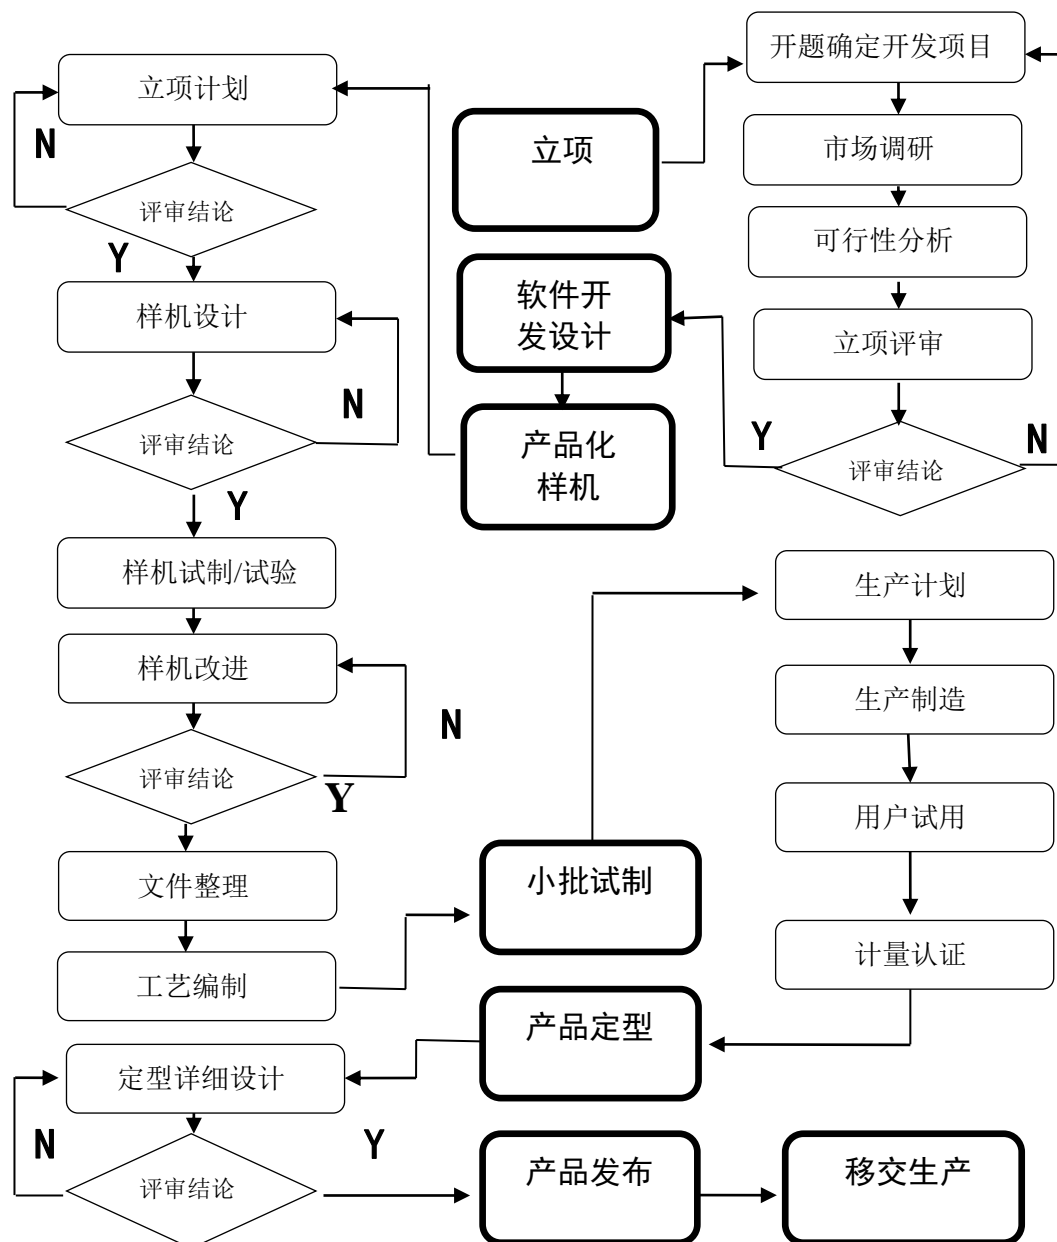 开题确定开发项目
立项计划
立项
N
市场调研
评审结论
可行性分析
Y
样机设计
软件开
发设计
立项评审
N
评审结论
产品化
样机
Y
N
评审结论
Y
样机试制/试验
生产计划
样机改进
N
生产制造
评审结论
Y
用户试用
文件整理
小批试制
计量认证
工艺编制
产品定型
定型详细设计
N
Y
评审结论
产品发布
移交生产